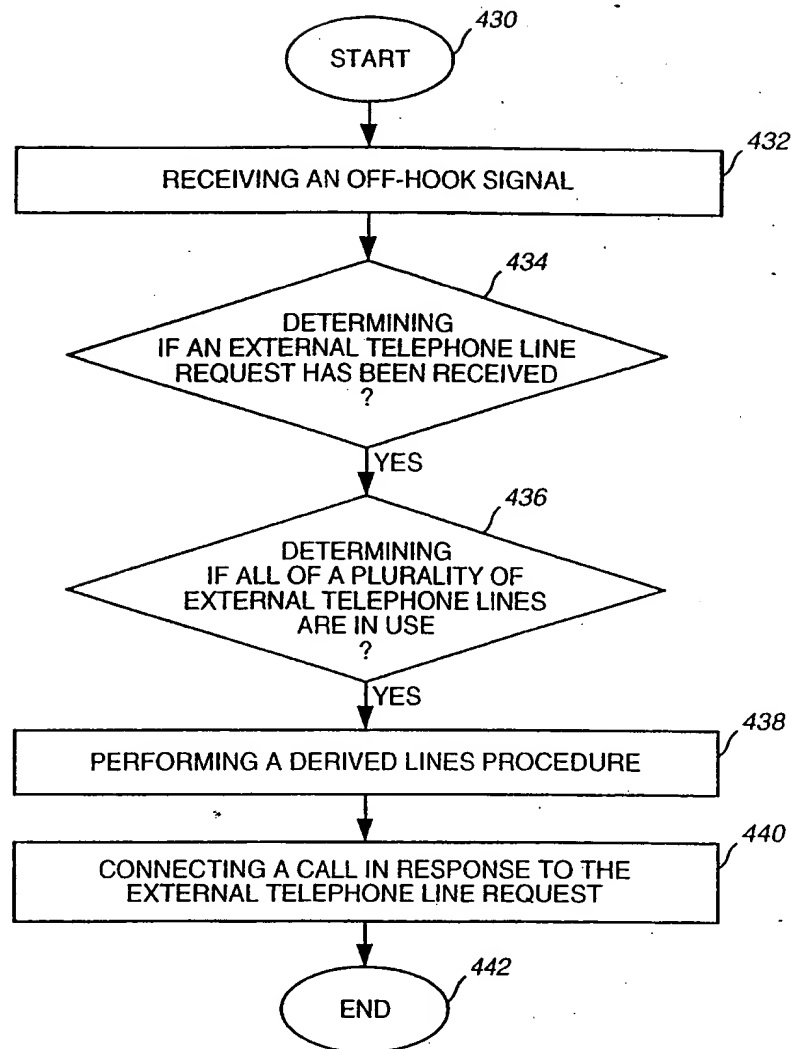 430
START
432
RECEIVING AN OFF-HOOK SIGNAL
434
DETERMINING
IF AN EXTERNAL TELEPHONE LINE
REQUEST HAS BEEN RECEIVED
?
YES
436
DETERMINING
IF ALL OF A PLURALITY OF
EXTERNAL TELEPHONE LINES
ARE IN USE
?
YES
438
PERFORMING A DERIVED LINES PROCEDURE
440
CONNECTING A CALL IN RESPONSE TO THE
EXTERNAL TELEPHONE LINE REQUEST
442
END